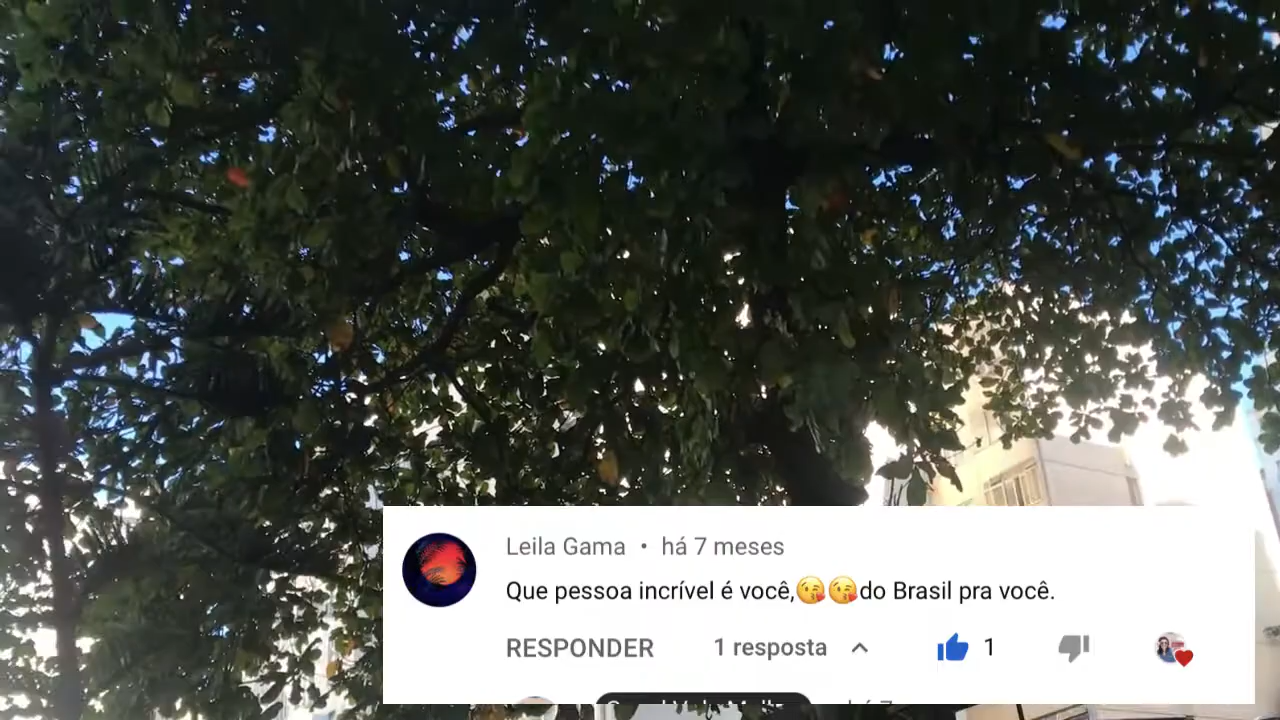 Leila Gama • há 7 meses
Que pessoa incrível é você,😘😘do Brasil pra você.
RESPONDER 1 resposta 1